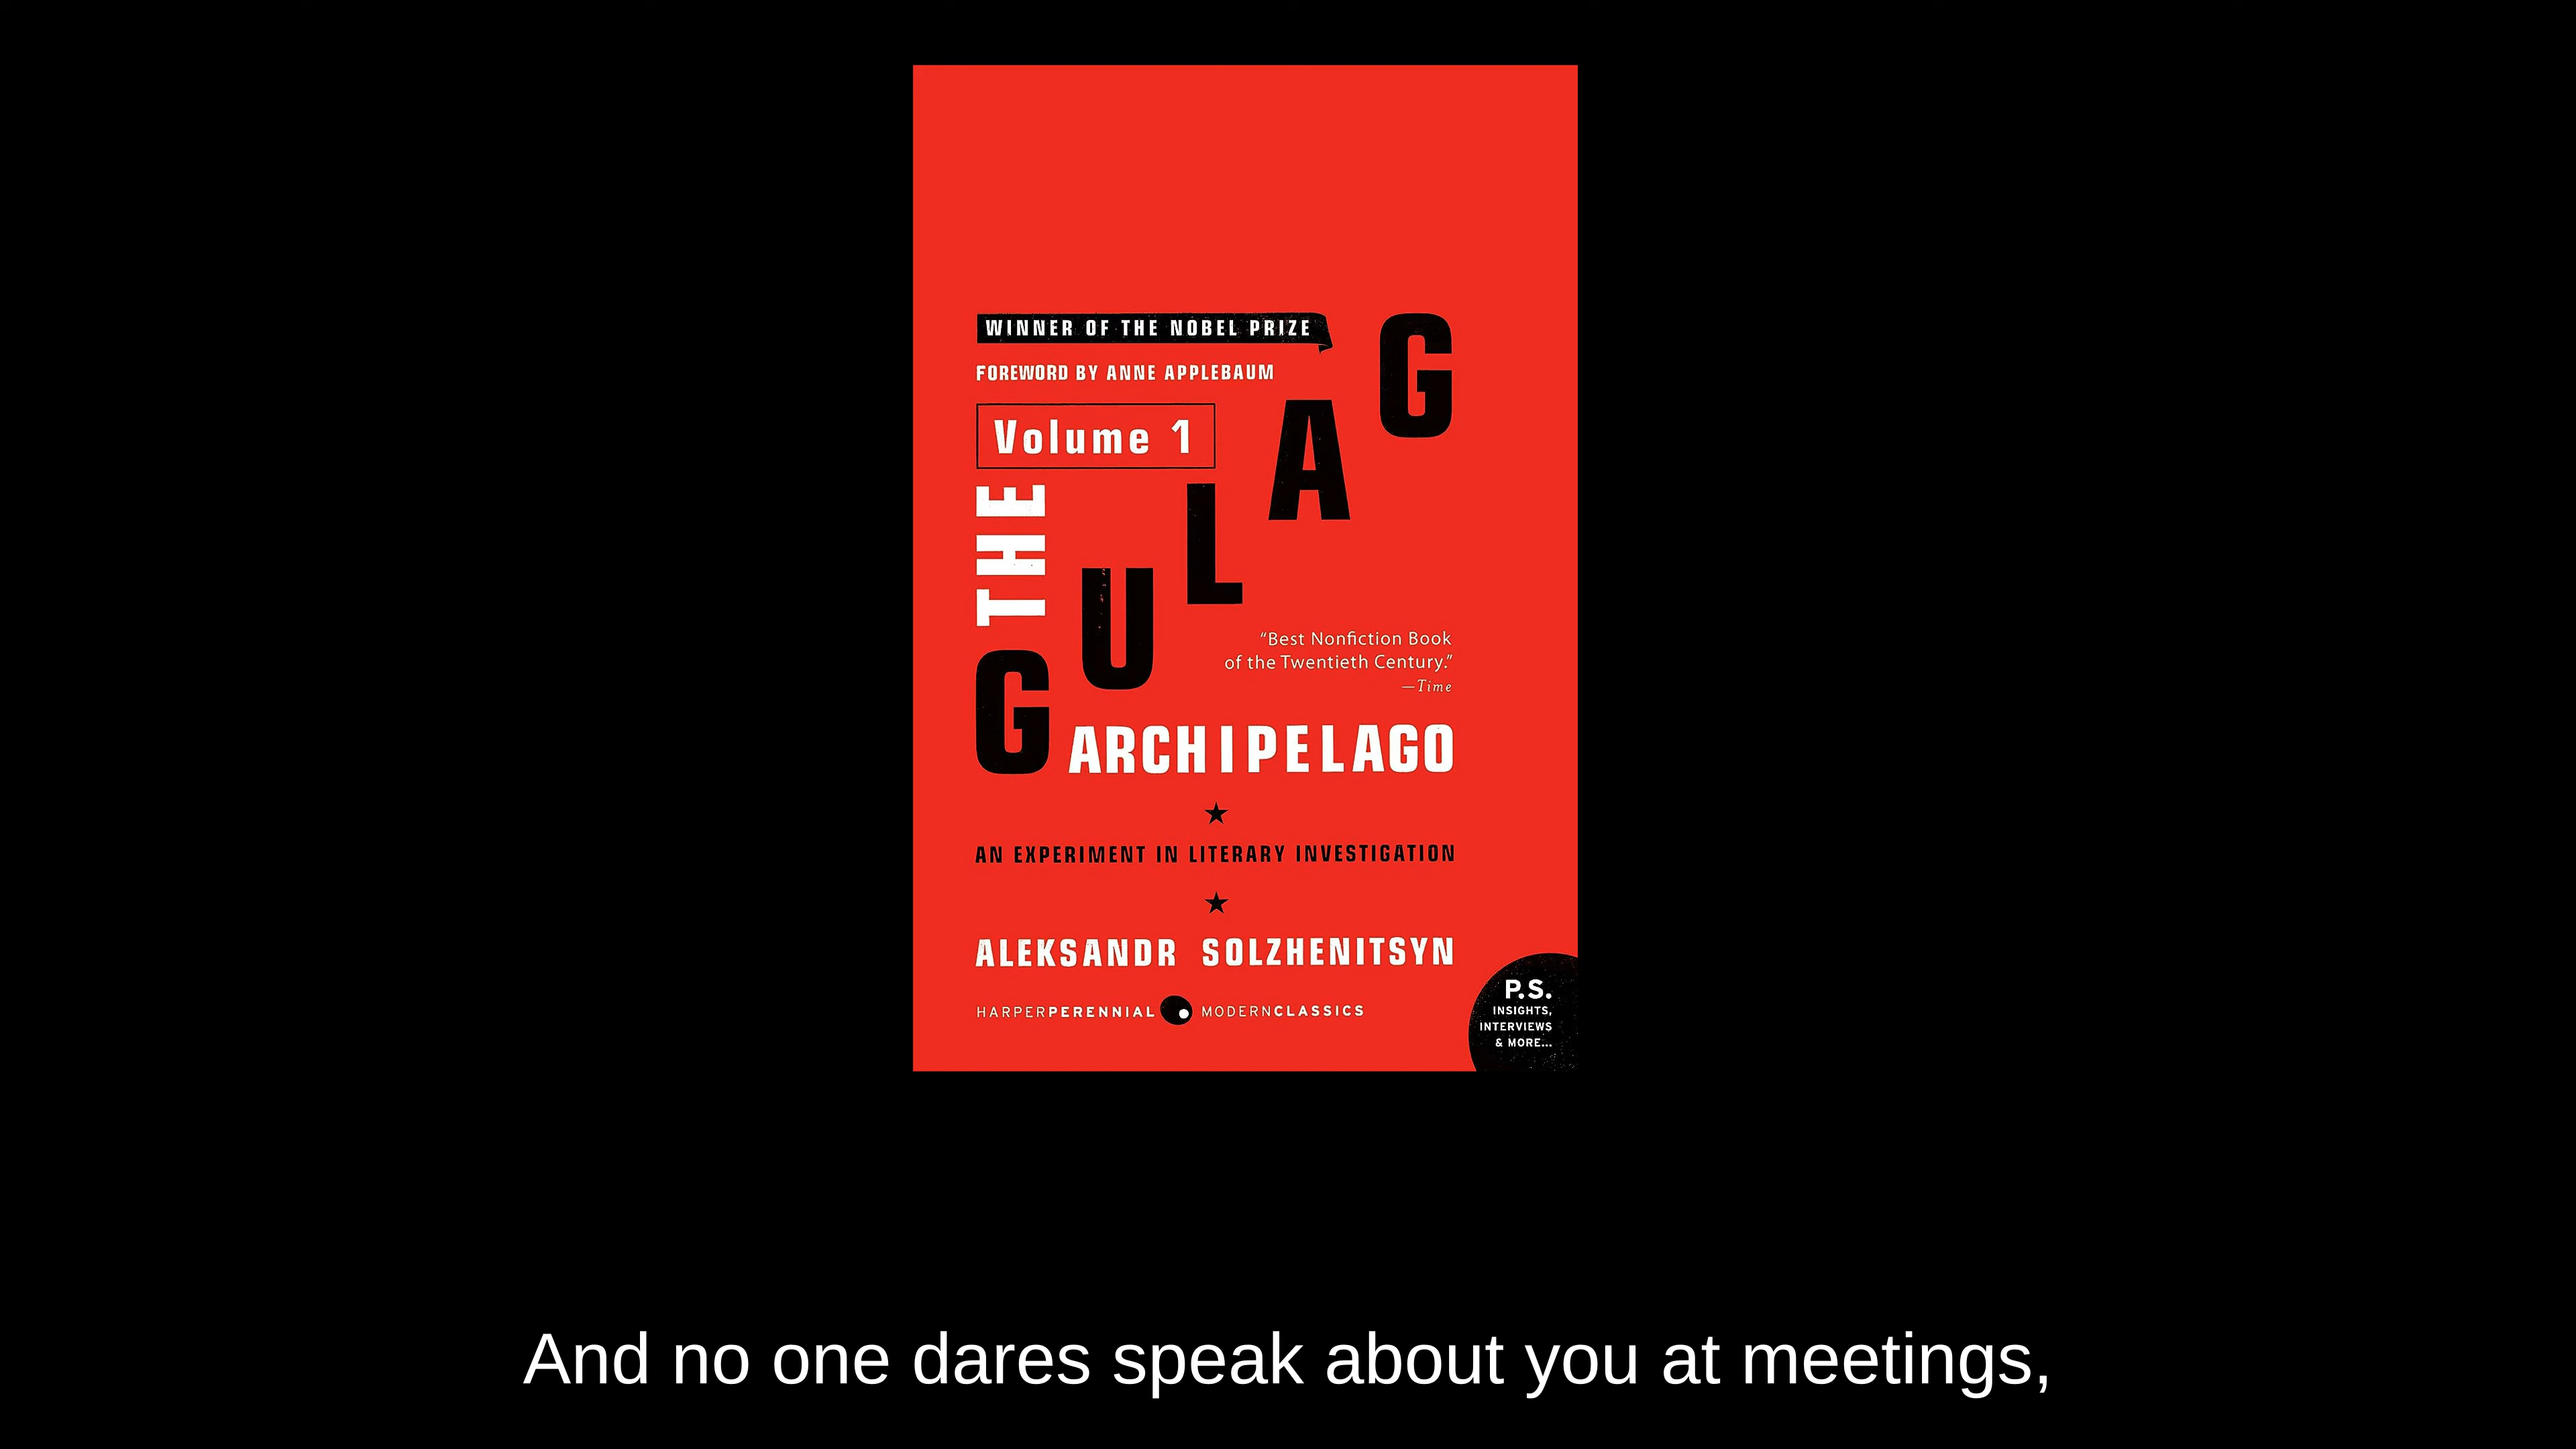 WINNER OF THE NOBEL PRIZE
FOREWORD BY ANNE APPLEBAUM
Volume 1
THE
GULAG
"Best Nonfiction Book
of the Twentieth Century."
—Time
ARCHIPELAGO
AN EXPERIMENT IN LITERARY INVESTIGATION
ALEKSANDR SOLZHENITSYN
HARPERPERENNIAL MODERNCLASSICS
P.S.
INSIGHTS,
INTERVIEWS
& MORE...
And no one dares speak about you at meetings,